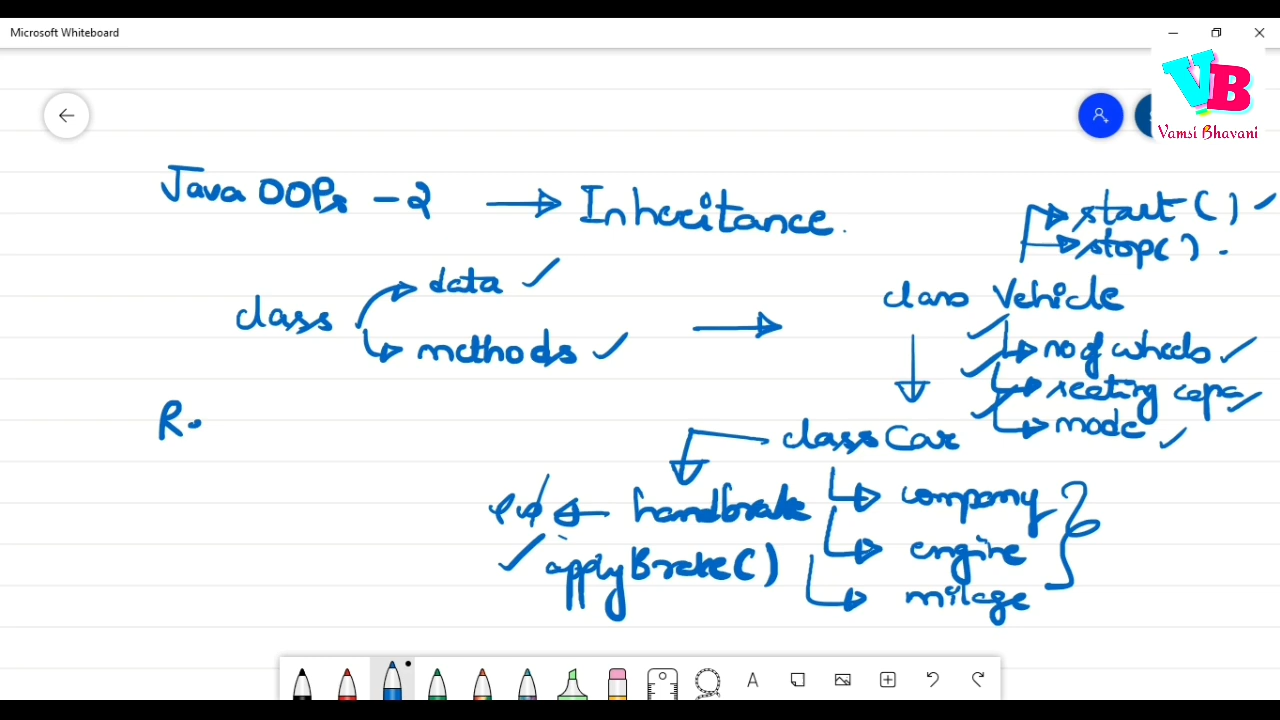 Microsoft Whiteboard
VB
Vamsi Bhavani
Java OOPs - 2 → Inheritance.
start()
stop()
class
data
methods
class Vehicle
no of wheels
seating capa
mode
class Car
company
engine
milage
handbrake
applyBrake()
R
A